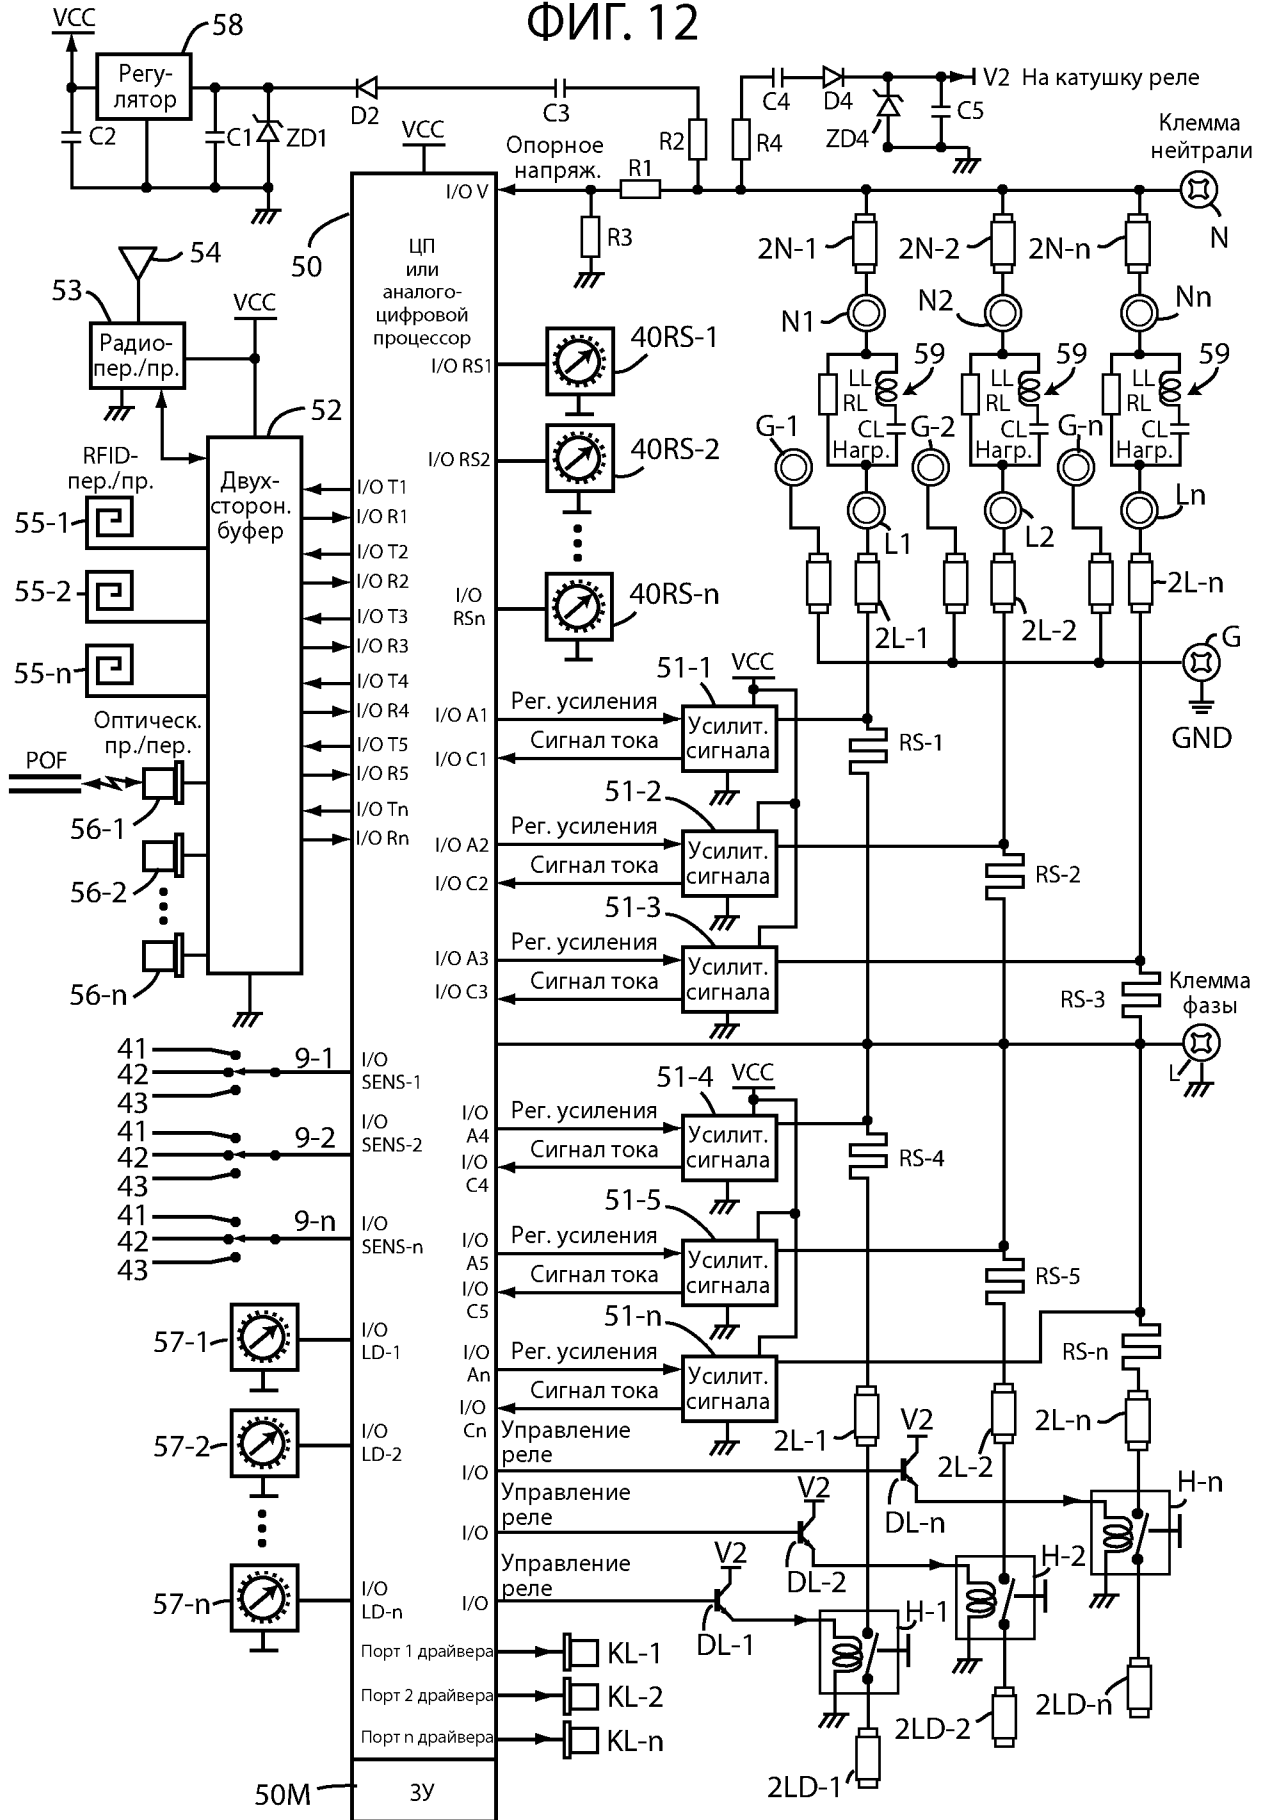 ФИГ. 12
VCC
58
Регу-
лятор
C2
C1
ZD1
D2
C3
VCC
R2
R4
C4
D4
V2
На катушку реле
ZD4
C5
Клемма
нейтрали
N
Опорное
напряж.
R1
R3
I/O V
50
ЦП
или
аналого-
цифровой
процессор
54
53
VCC
Радио-
пер./пр.
52
RFID-
пер./пр.
Двух-
сторон.
буфер
55-1
55-2
55-n
Оптическ.
пр./пер.
POF
56-1
56-2
56-n
I/O T1
I/O R1
I/O T2
I/O R2
I/O T3
I/O R3
I/O T4
I/O R4
I/O T5
I/O R5
I/O Tn
I/O Rn
I/O RS1
40RS-1
I/O RS2
40RS-2
I/O
RSn
40RS-n
2N-1
2N-2
2N-n
N1
N2
Nn
59
59
59
LL
RL
CL
Нагр.
LL
RL
CL
Нагр.
LL
RL
CL
Нагр.
G-1
G-2
G-n
L1
L2
Ln
2L-1
2L-2
2L-n
G
GND
51-1
VCC
I/O A1
Рег. усиления
I/O C1
Сигнал тока
Усилит.
сигнала
RS-1
51-2
I/O A2
Рег. усиления
I/O C2
Сигнал тока
Усилит.
сигнала
RS-2
51-3
I/O A3
Рег. усиления
I/O C3
Сигнал тока
Усилит.
сигнала
RS-3
Клемма
фазы
L
41
42
43
9-1
I/O
SENS-1
41
42
43
9-2
I/O
SENS-2
41
42
43
9-n
I/O
SENS-n
51-4
VCC
I/O
A4
Рег. усиления
I/O
C4
Сигнал тока
Усилит.
сигнала
RS-4
51-5
I/O
A5
Рег. усиления
I/O
C5
Сигнал тока
Усилит.
сигнала
RS-5
51-n
I/O
An
Рег. усиления
I/O
Cn
Сигнал тока
Усилит.
сигнала
RS-n
57-1
I/O
LD-1
57-2
I/O
LD-2
57-n
I/O
LD-n
2L-1
2L-2
2L-n
Управление
реле
I/O
V2
DL-n
H-n
Управление
реле
I/O
V2
DL-2
H-2
Управление
реле
I/O
V2
DL-1
H-1
Порт 1 драйвера
KL-1
Порт 2 драйвера
KL-2
Порт n драйвера
KL-n
2LD-1
2LD-2
2LD-n
50M
ЗУ